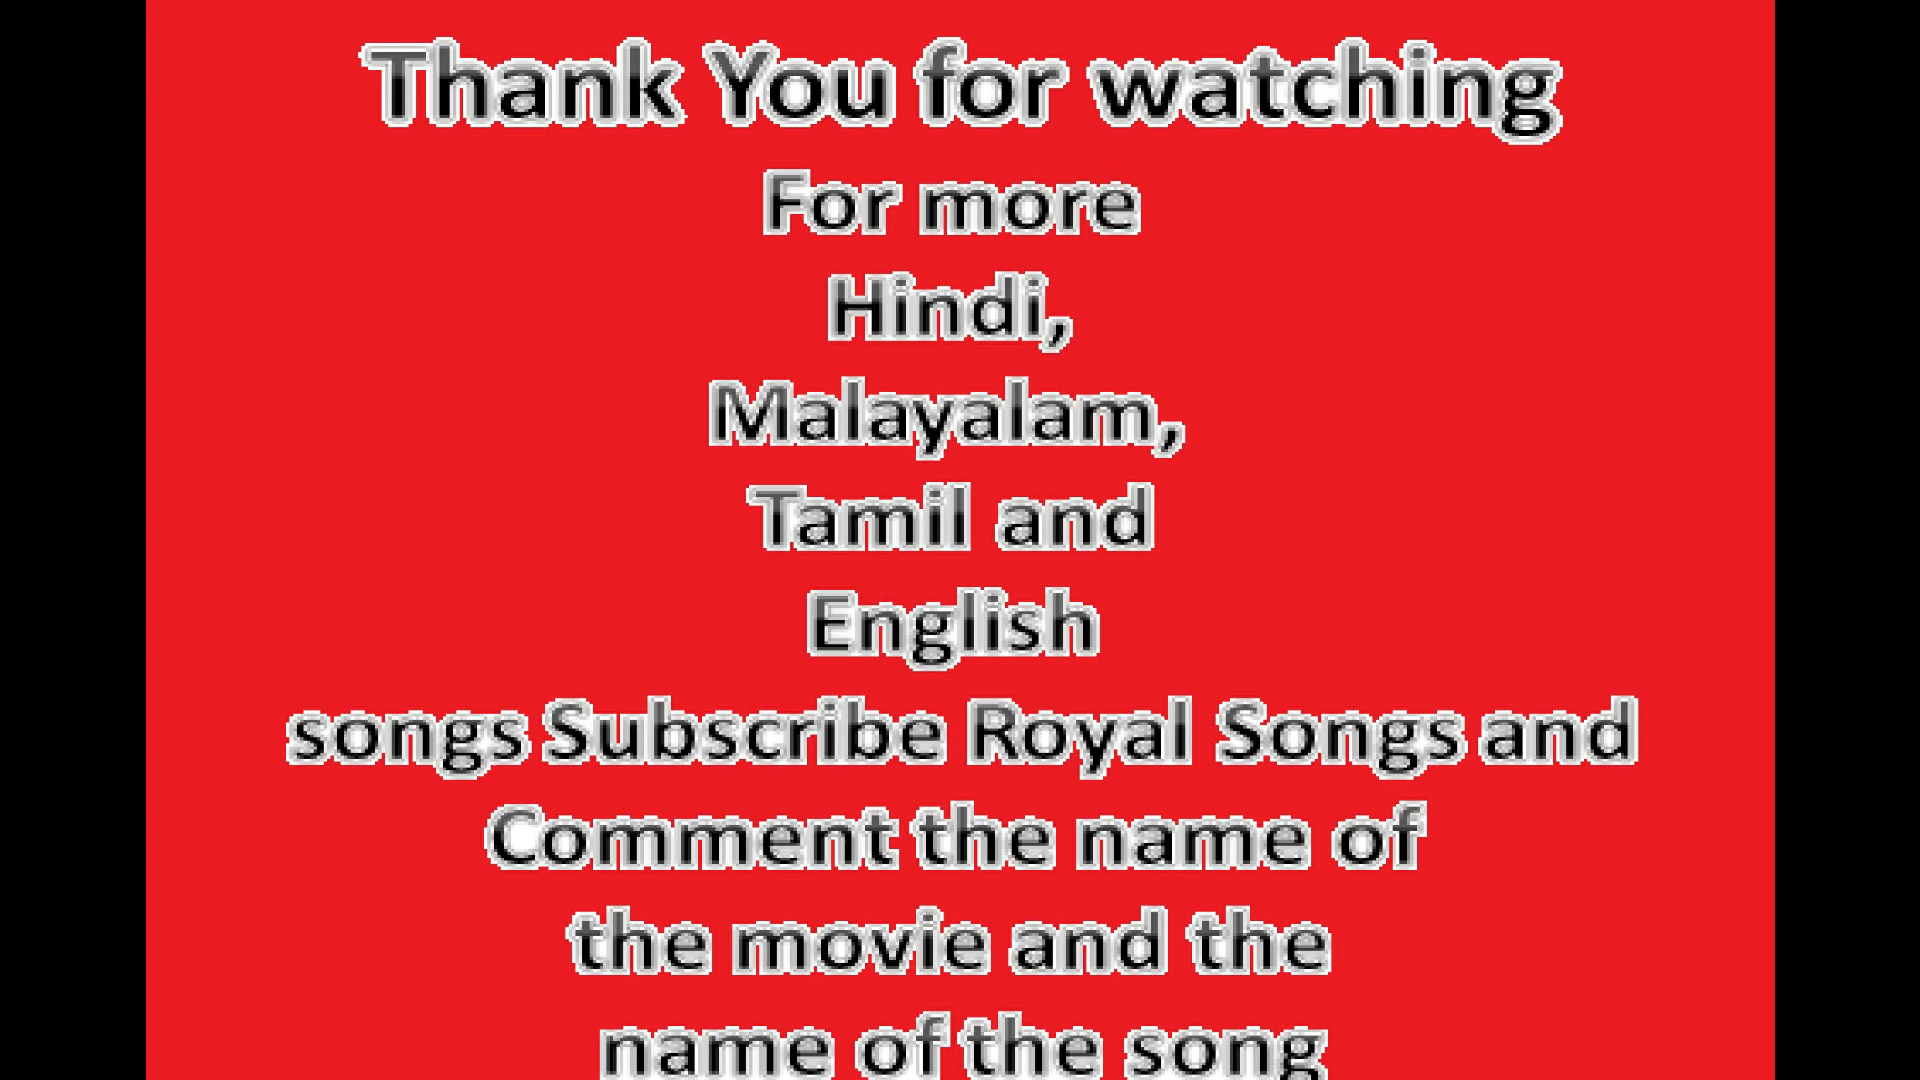 Thank You for watching
For more
Hindi,
Malayalam,
Tamil and
English
songs Subscribe Royal Songs and
Comment the name of
the movie and the
name of the song